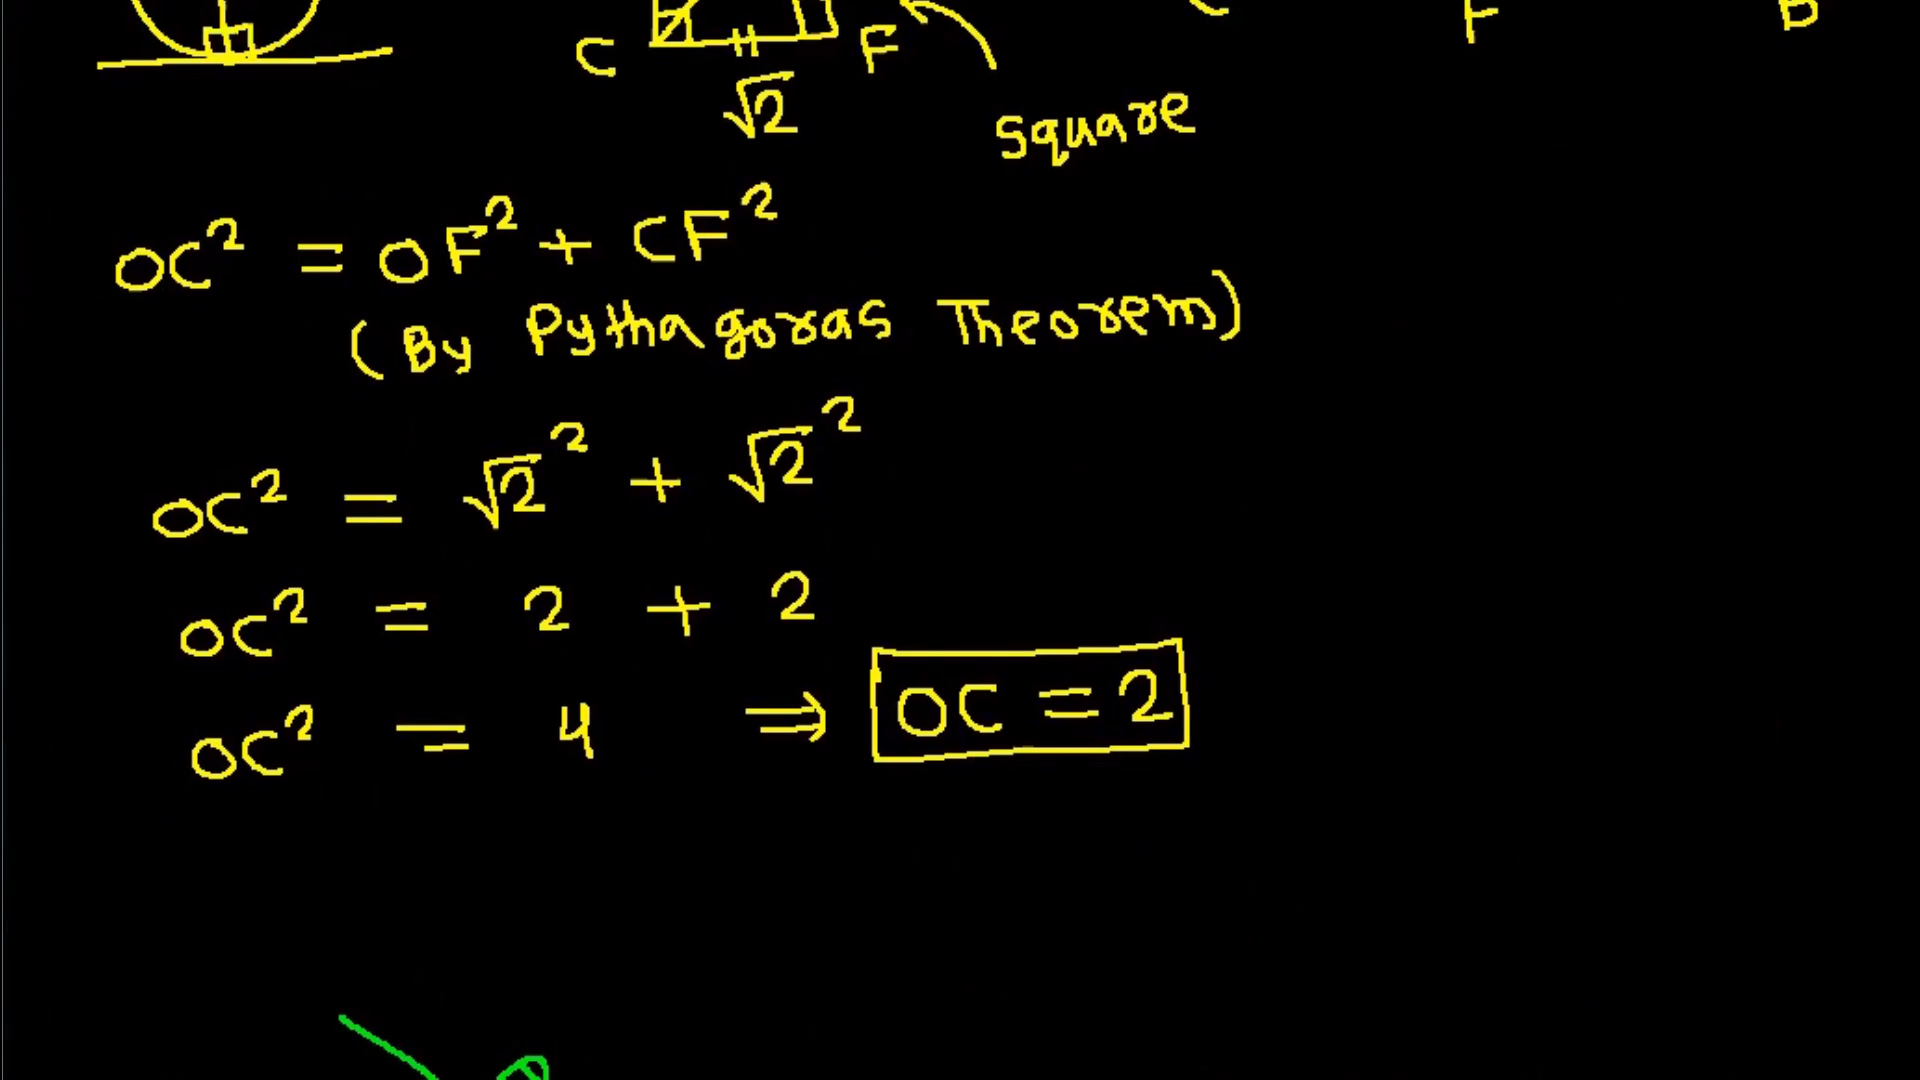 C F F B
√2
Square
OC² = OF² + CF²
(By Pythagoras Theorem)
OC² = √2² + √2²
OC² = 2 + 2
OC² = 4 ⇒ OC = 2